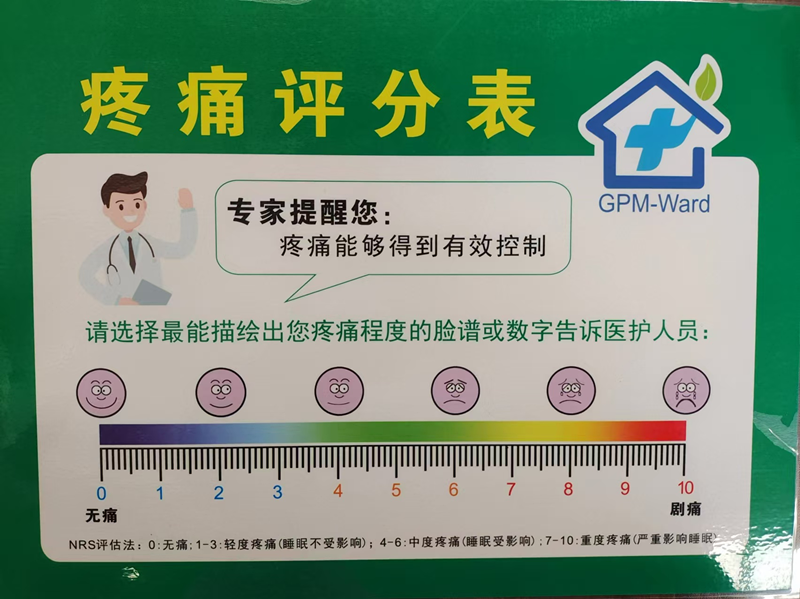 疼痛评分表
GPM-Ward
专家提醒您：
疼痛能够得到有效控制
请选择最能描绘出您疼痛程度的脸谱或数字告诉医护人员：
0 1 2 3 4 5 6 7 8 9 10
无痛 剧痛
NRS评估法：0:无痛;1-3:轻度疼痛(睡眠不受影响)；4-6:中度疼痛(睡眠受影响);7-10:重度疼痛(严重影响睡眠)